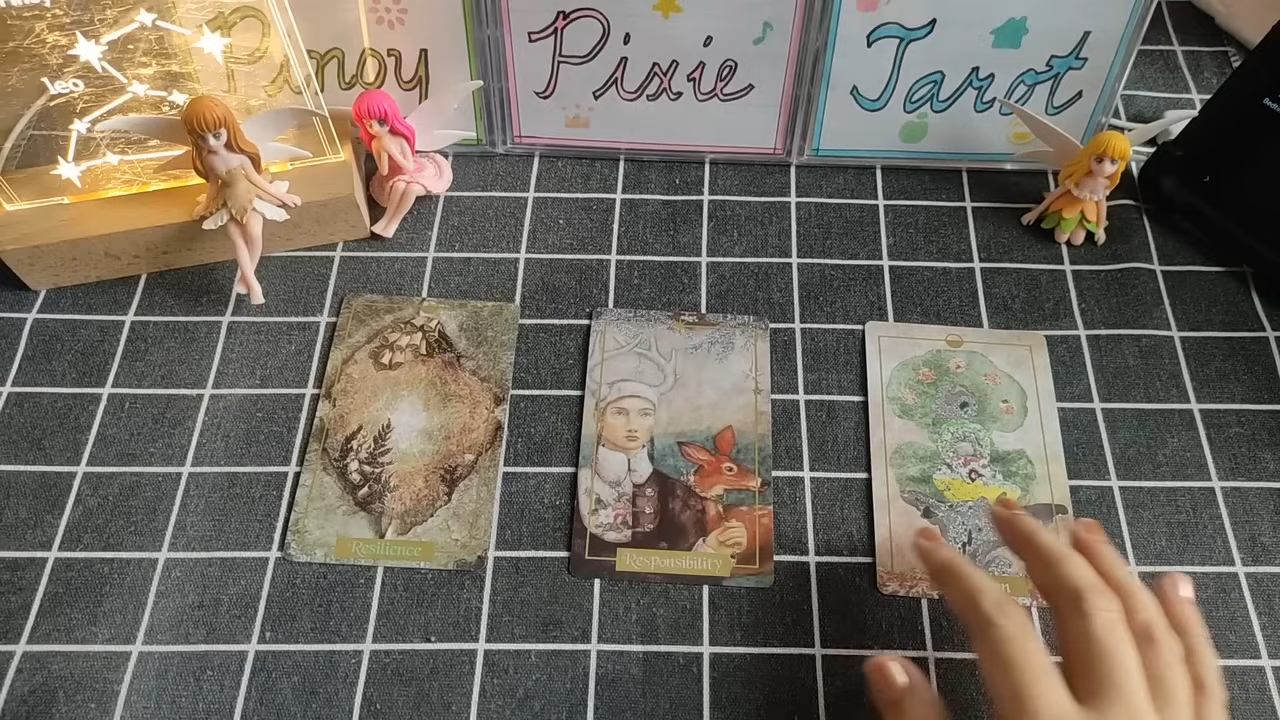 leo
Pinoy
Pixie
Tarot
Resilience
Responsibility